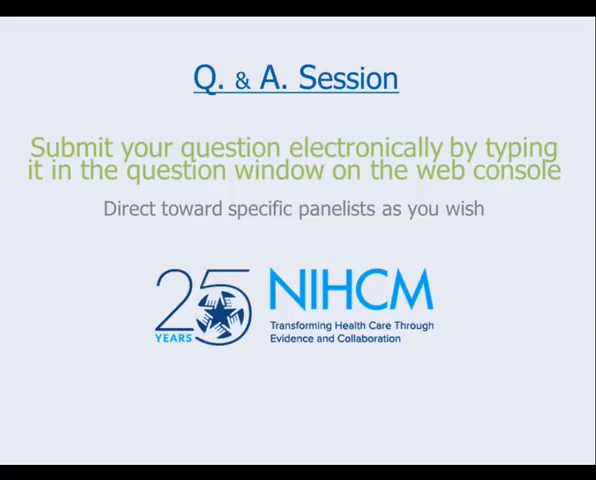 Q. & A. Session
Submit your question electronically by typing
it in the question window on the web console
Direct toward specific panelists as you wish
25 NIHCM
YEARS
Transforming Health Care Through
Evidence and Collaboration